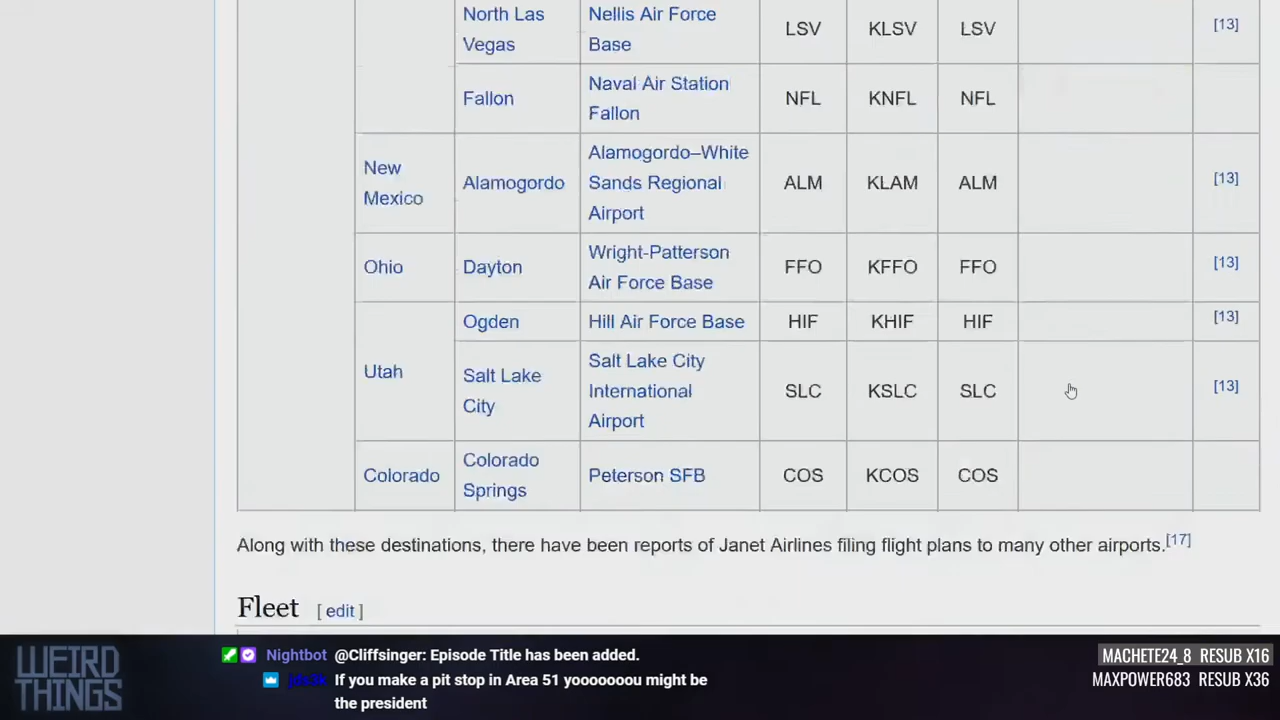 North Las
Vegas
Nellis Air Force
Base
LSV
KLSV
LSV
[13]
Fallon
Naval Air Station
Fallon
NFL
KNFL
NFL
New
Mexico
Alamogordo
Alamogordo–White
Sands Regional
Airport
ALM
KLAM
ALM
[13]
Ohio
Dayton
Wright-Patterson
Air Force Base
FFO
KFFO
FFO
[13]
Utah
Ogden
Hill Air Force Base
HIF
KHIF
HIF
[13]
Salt Lake
City
Salt Lake City
International
Airport
SLC
KSLC
SLC
[13]
Colorado
Colorado
Springs
Peterson SFB
COS
KCOS
COS
Along with these destinations, there have been reports of Janet Airlines filing flight plans to many other airports.[17]
Fleet [ edit ]
WEIRD
THINGS
Nightbot @Cliffsinger: Episode Title has been added.
If you make a pit stop in Area 51 yoooooooou might be
the president
MACHETE24_8 RESUB X16
MAXPOWER683 RESUB X36